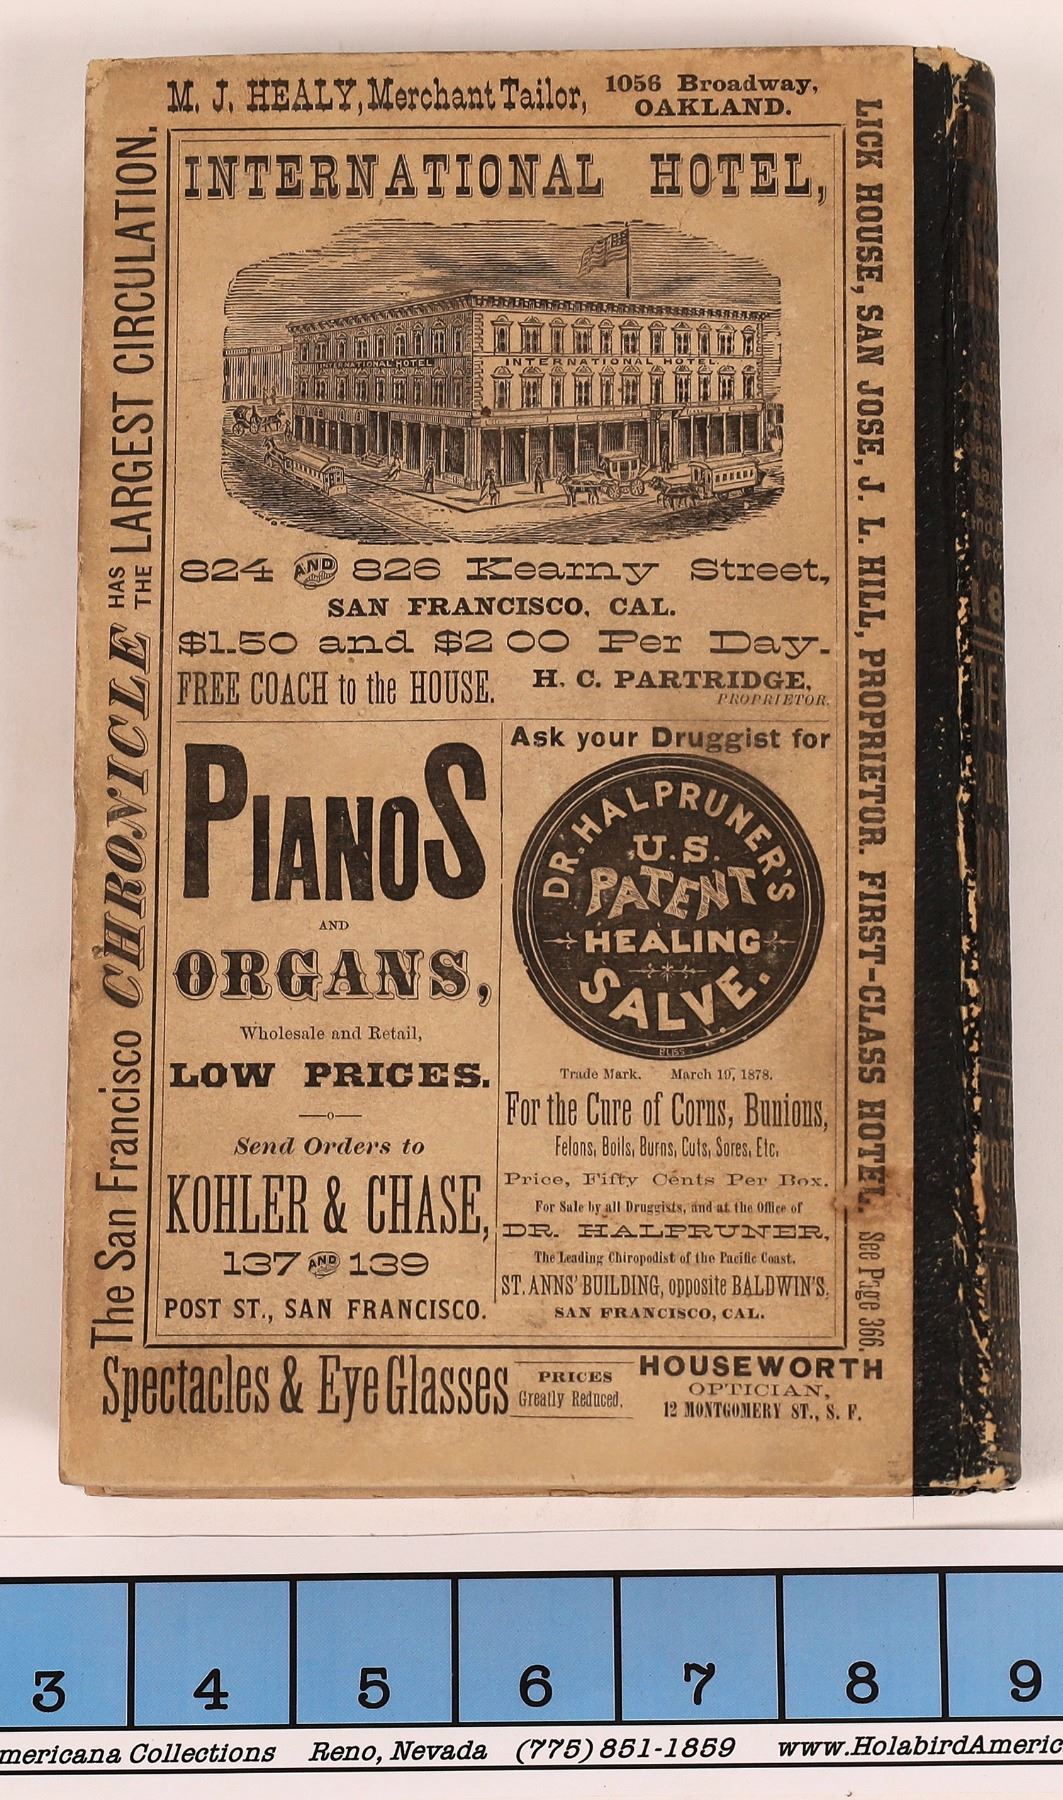 M. J. HEALY, Merchant Tailor, 1056 Broadway, OAKLAND.
The San Francisco CHRONICLE HAS THE LARGEST CIRCULATION.
LICK HOUSE, SAN JOSE, J. L. HILL, PROPRIETOR. FIRST-CLASS HOTEL. See Page 366.
INTERNATIONAL HOTEL,
INTERNATIONAL HOTEL
INTERNATIONAL HOTEL
824 AND 826 Kearny Street,
SAN FRANCISCO, CAL.
$1.50 and $2 00 Per Day.
FREE COACH to the HOUSE.
H. C. PARTRIDGE,
PROPRIETOR.
PIANOS
AND
ORGANS,
Wholesale and Retail,
LOW PRICES.
Send Orders to
KOHLER & CHASE,
137 AND 139
POST ST., SAN FRANCISCO.
Ask your Druggist for
DR. HALPRUNER'S
U.S.
PATENT
HEALING
SALVE.
BLISS
Trade Mark. March 19, 1878.
For the Cure of Corns, Bunions,
Felons, Boils, Burns, Cuts, Sores, Etc.
Price, Fifty Cents Per Box.
For Sale by all Druggists, and at the Office of
DR. HALPRUNER,
The Leading Chiropodist of the Pacific Coast.
ST. ANNS' BUILDING, opposite BALDWIN'S,
SAN FRANCISCO, CAL.
Spectacles & Eye Glasses
PRICES
Greatly Reduced.
HOUSEWORTH
OPTICIAN,
12 MONTGOMERY ST., S. F.
3 4 5 6 7 8 9
mericana Collections Reno, Nevada (775) 851-1859 www.HolabirdAmeric